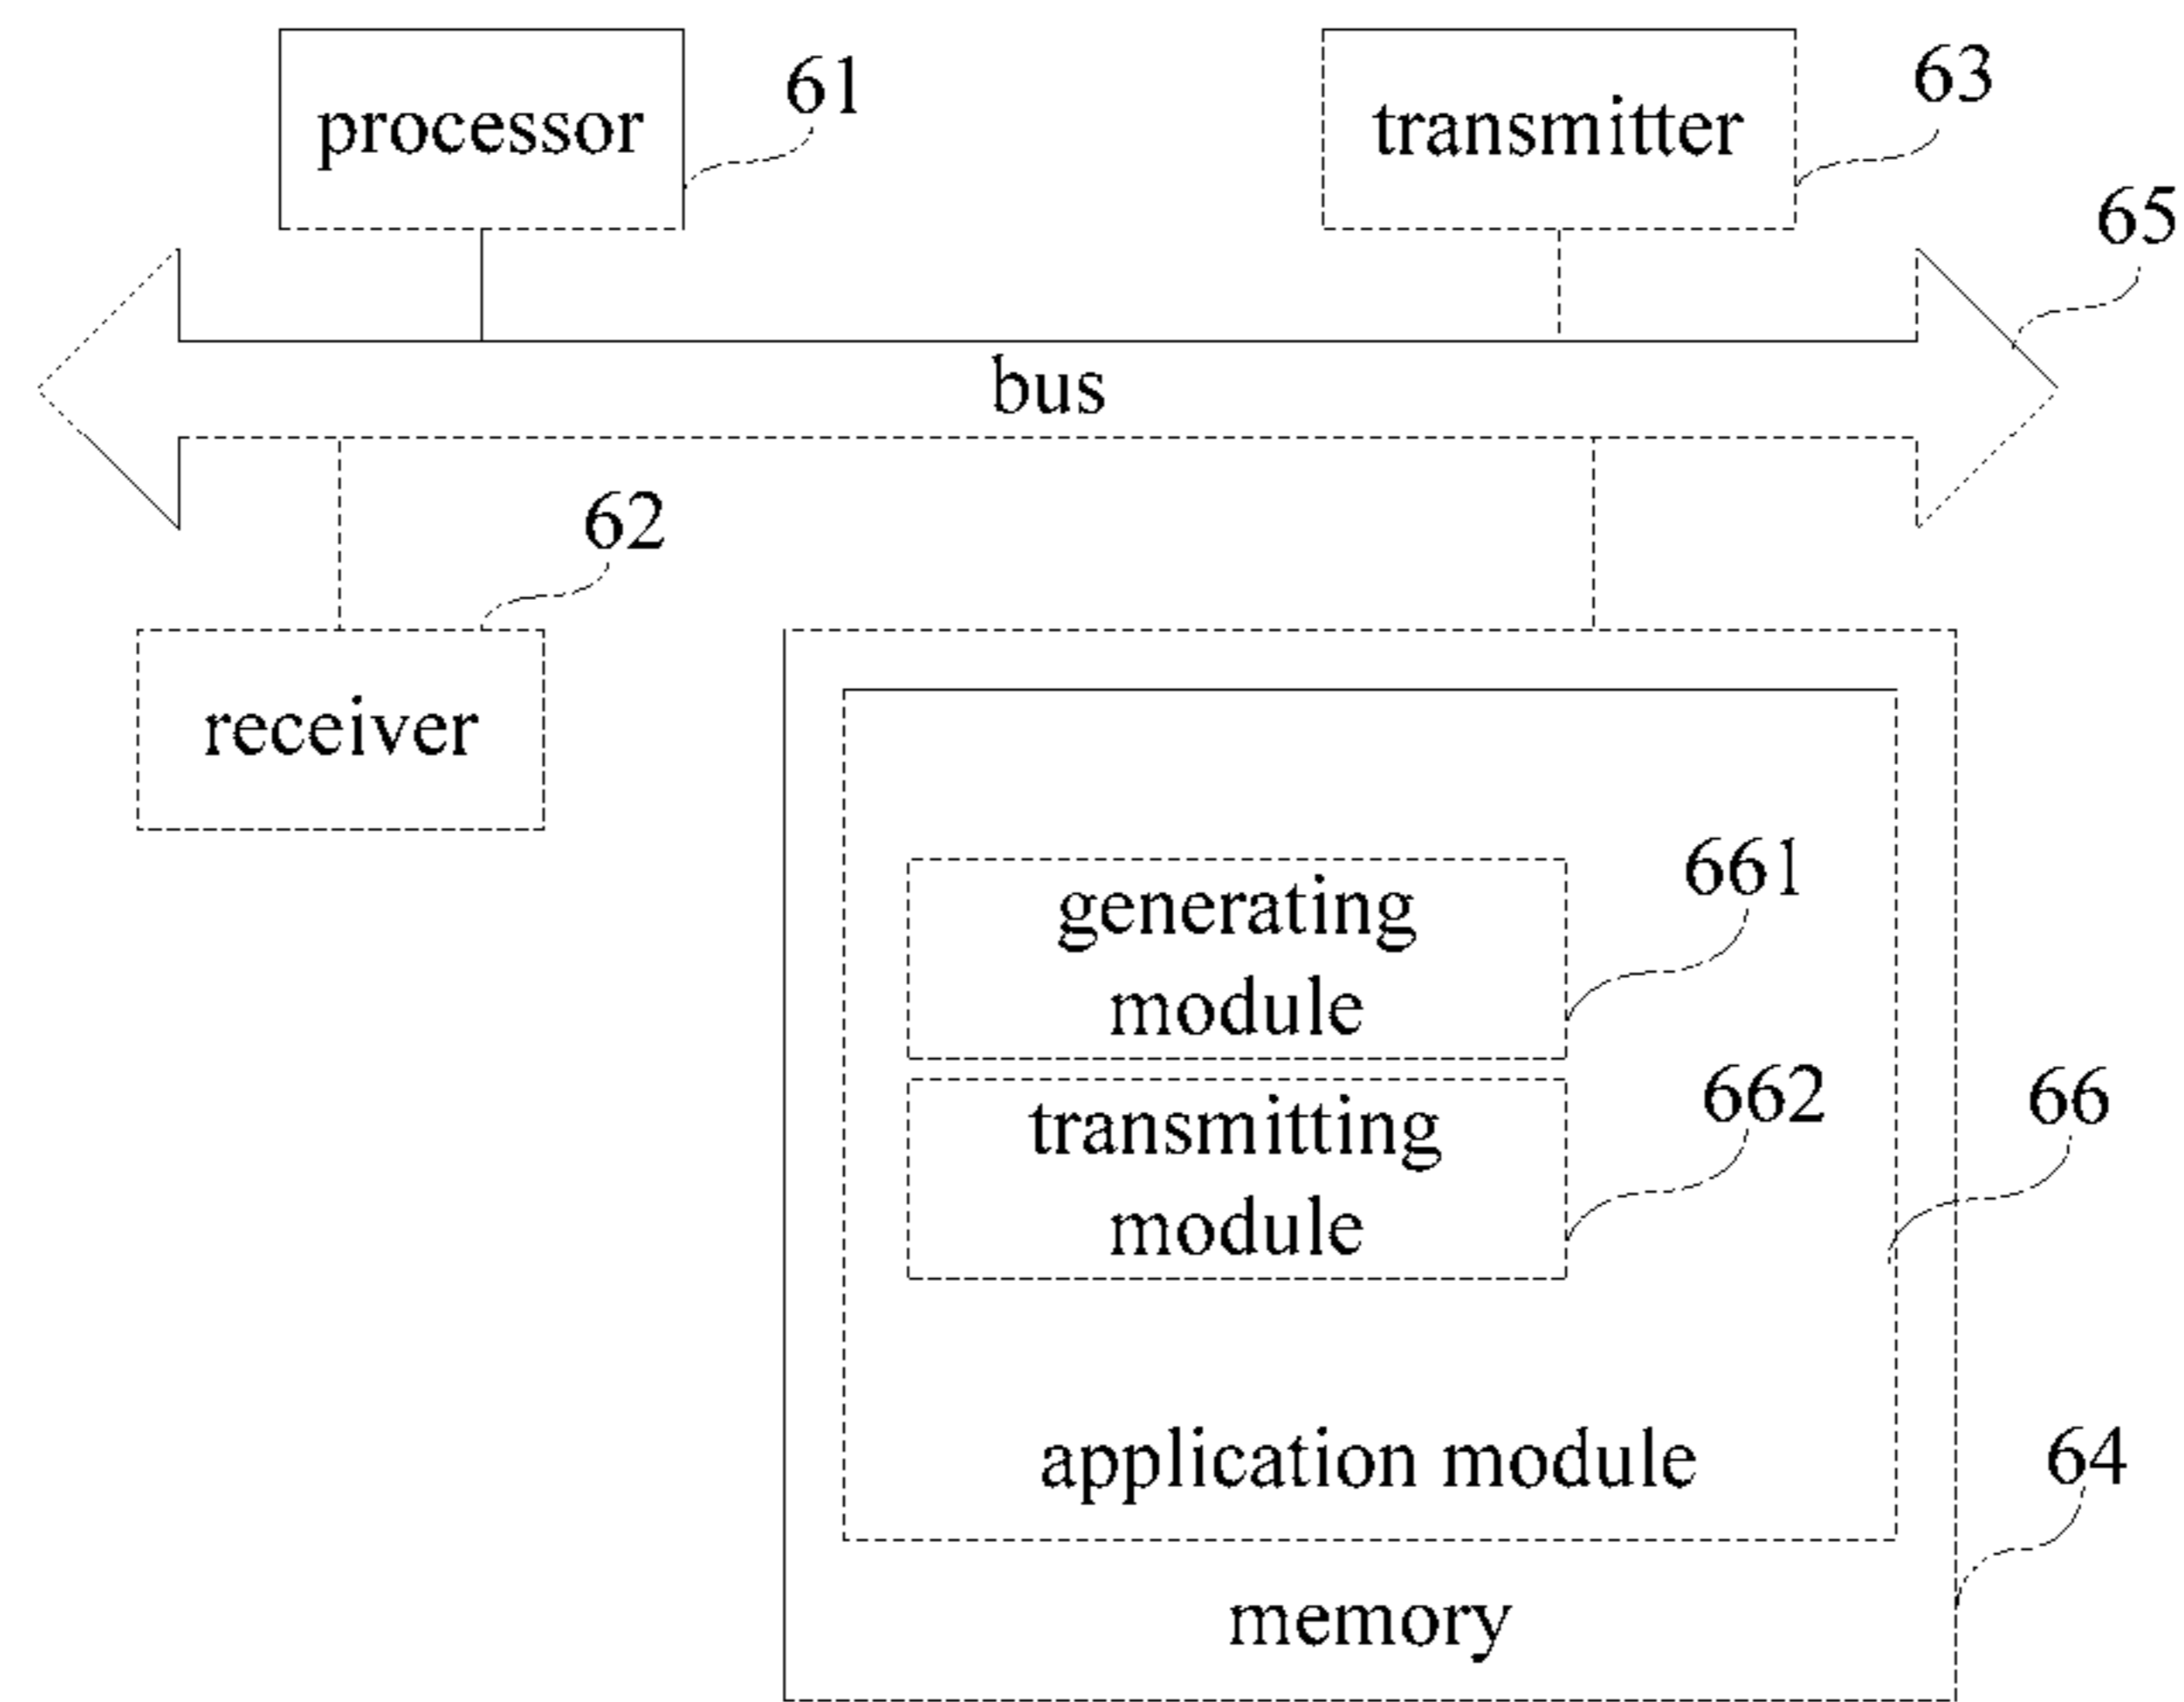 processor
61
transmitter
63
65
bus
62
receiver
generating
module
661
transmitting
module
662
66
application module
64
memory